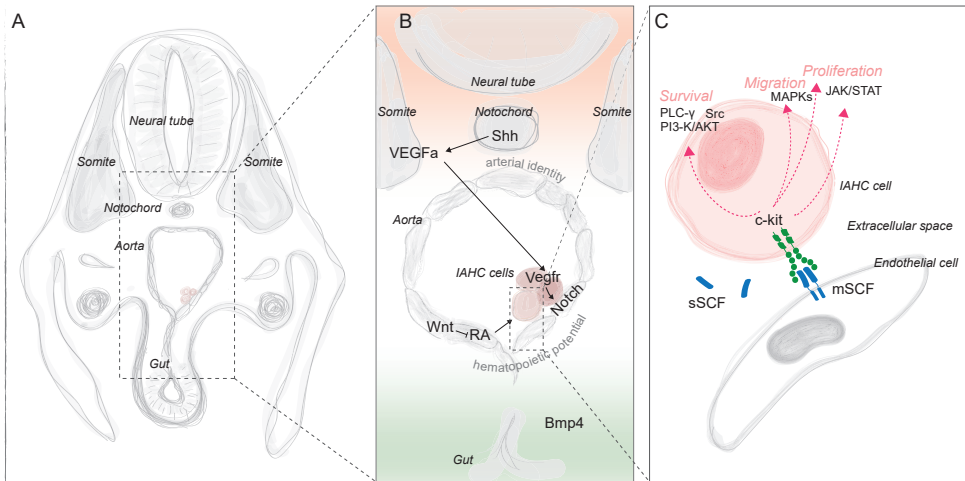 A
Neural tube
Somite
Somite
Notochord
Aorta
Gut
B
Neural tube
Somite
Notochord
Somite
Shh
VEGFa
arterial identity
Aorta
IAHC cells
Vegfr
Notch
Wnt
RA
hematopoietic potential
Bmp4
Gut
C
Proliferation
Migration
JAK/STAT
MAPKs
Survival
PLC-γ Src
PI3-K/AKT
IAHC cell
c-kit
Extracellular space
Endothelial cell
sSCF
mSCF